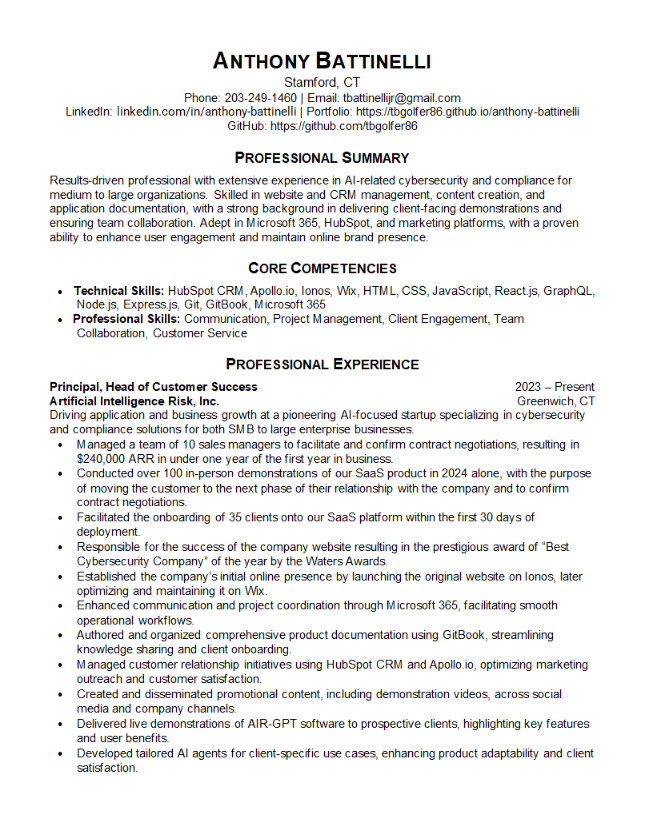 ANTHONY BATTINELLI
Stamford, CT
Phone: 203-249-1460 | Email: tbattinellijr@gmail.com
LinkedIn: linkedin.com/in/anthony-battinelli | Portfolio: https://tbgolfer86.github.io/anthony-battinelli
GitHub: https://github.com/tbgolfer86
PROFESSIONAL SUMMARY
Results-driven professional with extensive experience in AI-related cybersecurity and compliance for
medium to large organizations. Skilled in website and CRM management, content creation, and
application documentation, with a strong background in delivering client-facing demonstrations and
ensuring team collaboration. Adept in Microsoft 365, HubSpot, and marketing platforms, with a proven
ability to enhance user engagement and maintain online brand presence.
CORE COMPETENCIES
• Technical Skills: HubSpot CRM, Apollo.io, Ionos, Wix, HTML, CSS, JavaScript, React.js, GraphQL,
Node.js, Express.js, Git, GitBook, Microsoft 365
• Professional Skills: Communication, Project Management, Client Engagement, Team
Collaboration, Customer Service
PROFESSIONAL EXPERIENCE
Principal, Head of Customer Success 2023 – Present
Artificial Intelligence Risk, Inc. Greenwich, CT
Driving application and business growth at a pioneering AI-focused startup specializing in cybersecurity
and compliance solutions for both SMB to large enterprise businesses.
• Managed a team of 10 sales managers to facilitate and confirm contract negotiations, resulting in
$240,000 ARR in under one year of the first year in business.
• Conducted over 100 in-person demonstrations of our SaaS product in 2024 alone, with the purpose
of moving the customer to the next phase of their relationship with the company and to confirm
contract negotiations.
• Facilitated the onboarding of 35 clients onto our SaaS platform within the first 30 days of
deployment.
• Responsible for the success of the company website resulting in the prestigious award of “Best
Cybersecurity Company” of the year by the Waters Awards.
• Established the company’s initial online presence by launching the original website on Ionos, later
optimizing and maintaining it on Wix.
• Enhanced communication and project coordination through Microsoft 365, facilitating smooth
operational workflows.
• Authored and organized comprehensive product documentation using GitBook, streamlining
knowledge sharing and client onboarding.
• Managed customer relationship initiatives using HubSpot CRM and Apollo.io, optimizing marketing
outreach and customer satisfaction.
• Created and disseminated promotional content, including demonstration videos, across social
media and company channels.
• Delivered live demonstrations of AIR-GPT software to prospective clients, highlighting key features
and user benefits.
• Developed tailored AI agents for client-specific use cases, enhancing product adaptability and client
satisfaction.